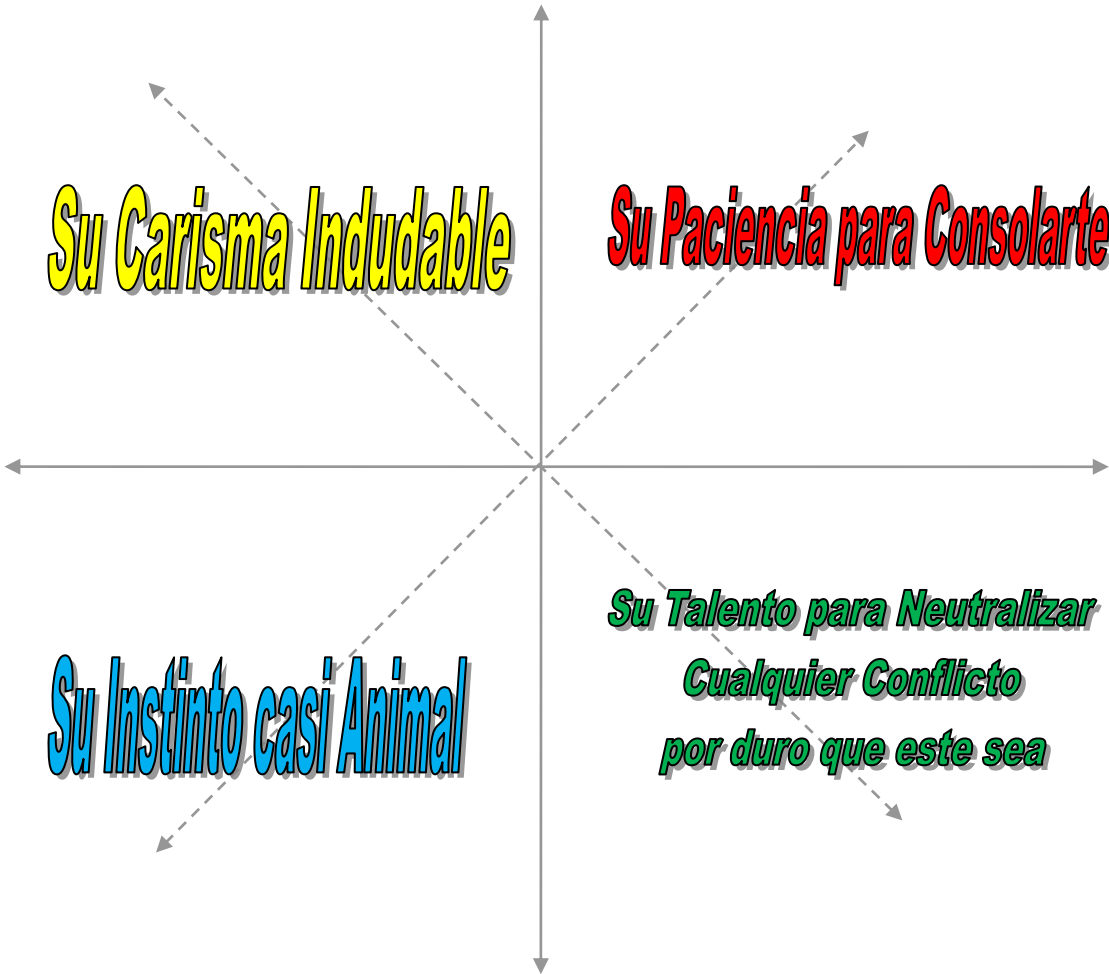 Su Carisma Indudable
Su Paciencia para Consolarte
Su Instinto casi Animal
Su Talento para Neutralizar
Cualquier Conflicto
por duro que este sea